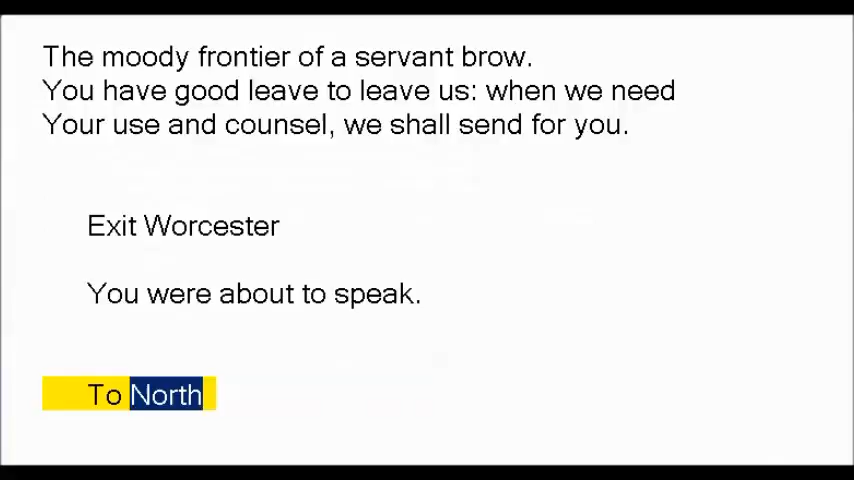 The moody frontier of a servant brow.
You have good leave to leave us: when we need
Your use and counsel, we shall send for you.
Exit Worcester
You were about to speak.
To North